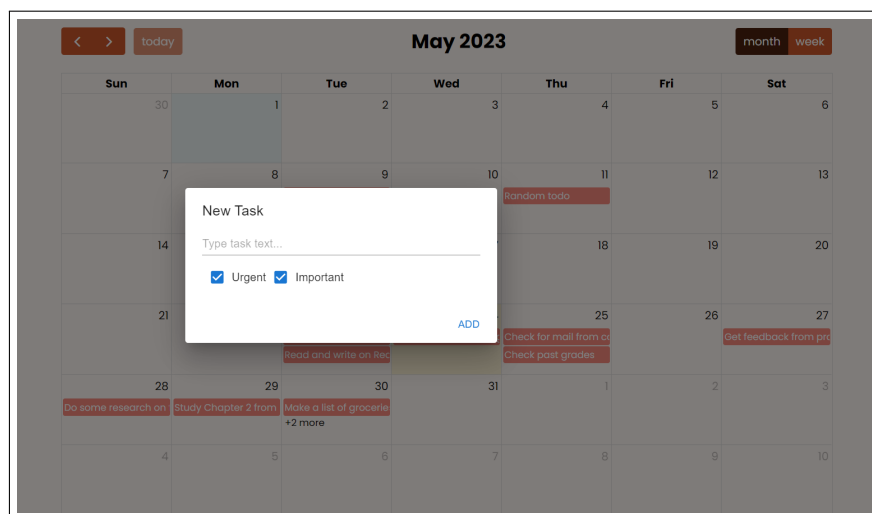 today
May 2023
month week
Sun Mon Tue Wed Thu Fri Sat
30 1 2 3 4 5 6
7 8 9 10 11 12 13
Random todo
New Task
Type task text...
14 18 19 20
Urgent Important
21 25 26 27
ADD
Check for mail from co
Get feedback from pro
Read and write on Rec
Check past grades
28 29 30 31 1 2 3
Do some research on
Study Chapter 2 from
Make a list of grocerie
+2 more
4 5 6 7 8 9 10